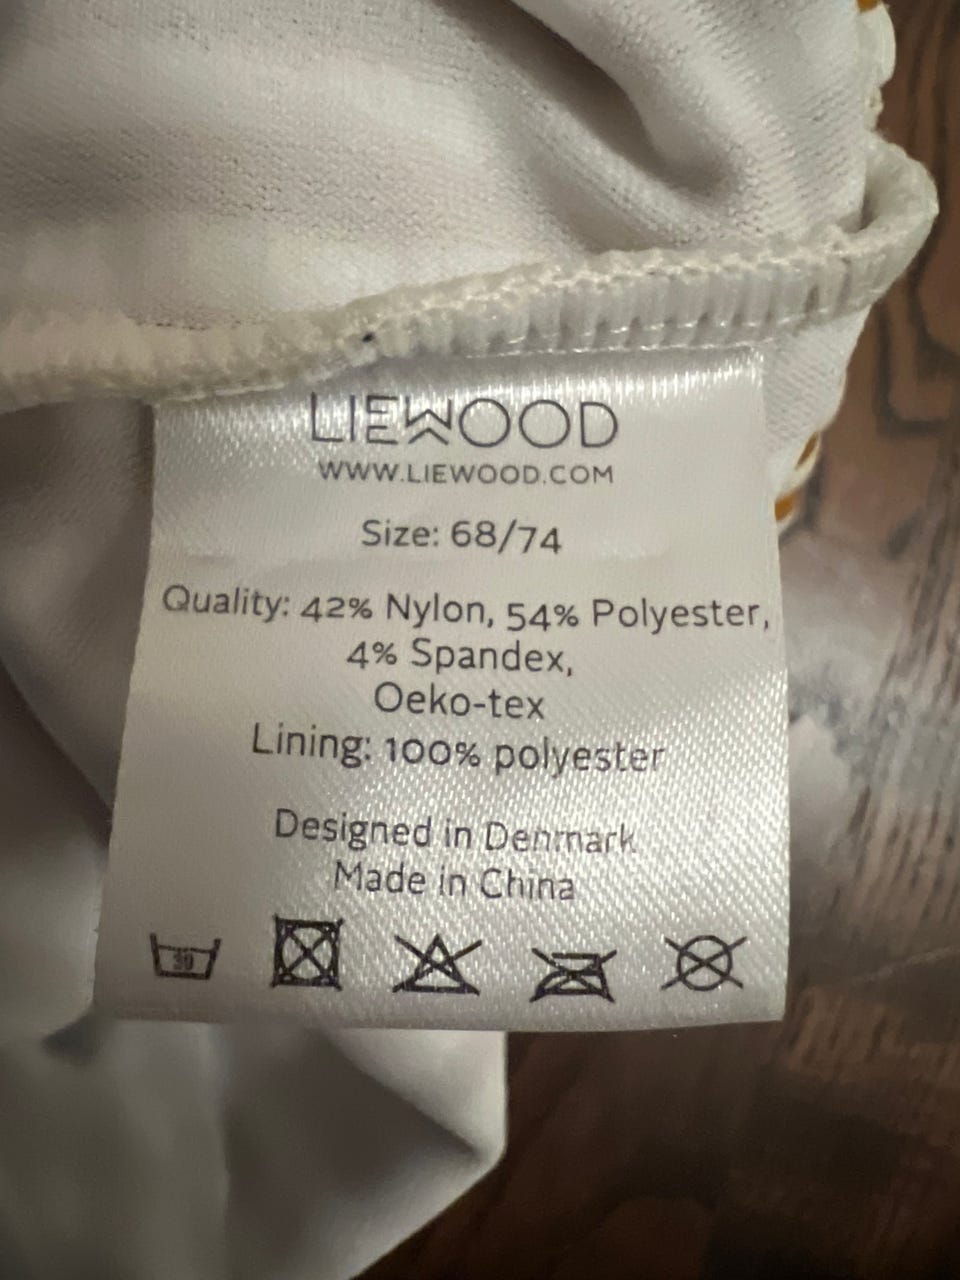 LIEWOOD
WWW.LIEWOOD.COM
Size: 68/74
Quality: 42% Nylon, 54% Polyester,
4% Spandex,
Oeko-tex
Lining: 100% polyester
Designed in Denmark
Made in China
30